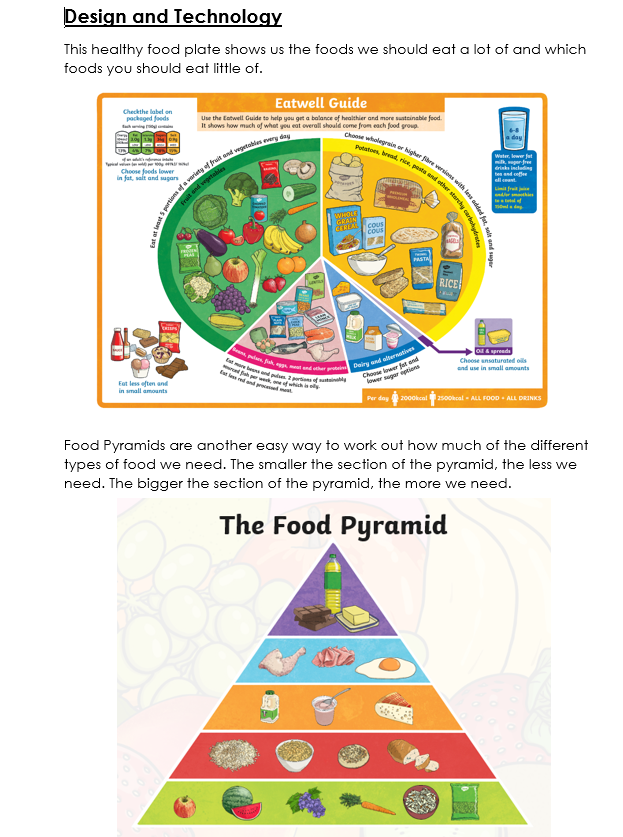 Design and Technology
This healthy food plate shows us the foods we should eat a lot of and which
foods you should eat little of.
Eatwell Guide
Check the label on
packaged foods
Each serving (150g) contains
of an adult's reference intake
Choose foods lower
in fat, salt and sugars
Use the Eatwell Guide to help you get a balance of healthier and more sustainable food.
It shows how much of what you eat overall should come from each food group.
6-8
a day
Water, lower fat
milk, sugar-free
drinks including
tea and coffee
all count.
Limit fruit juice
and/or smoothies
to a total of
150ml a day.
Eat at least 5 portions of a variety of fruit and vegetables every day
Fruit and vegetables
Choose wholegrain or higher fibre versions with less added fat, salt and sugar
Potatoes, bread, rice, pasta and other starchy carbohydrates
WHOLE
GRAIN
CEREAL
COUS
COUS
BAGELS
PASTA
RICE
FROZEN
PEAS
LENTILS
MILK
CRISPS
SAUCE
Eat less often and
in small amounts
Beans, pulses, fish, eggs, meat and other proteins
Eat more beans and pulses, 2 portions of sustainably
sourced fish per week, one of which is oily.
Eat less red and processed meat.
Dairy and alternatives
Choose lower fat and
lower sugar options
Oil & spreads
Choose unsaturated oils
and use in small amounts
Per day 2000kcal 2500kcal • ALL FOOD • ALL DRINKS
Food Pyramids are another easy way to work out how much of the different
types of food we need. The smaller the section of the pyramid, the less we
need. The bigger the section of the pyramid, the more we need.
The Food Pyramid